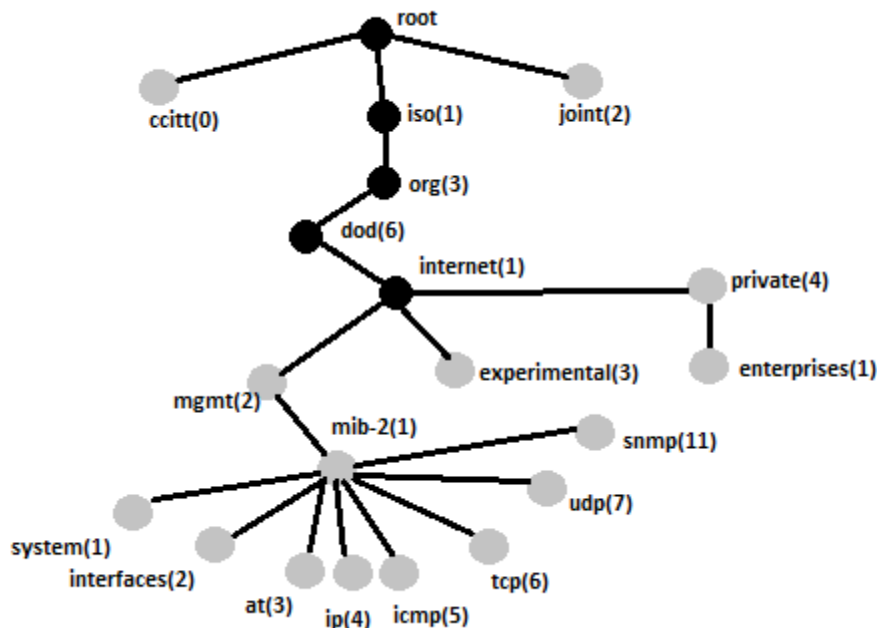 root
ccitt(0)
iso(1)
joint(2)
org(3)
dod(6)
internet(1)
private(4)
experimental(3)
enterprises(1)
mgmt(2)
mib-2(1)
snmp(11)
udp(7)
system(1)
interfaces(2)
tcp(6)
at(3)
ip(4)
icmp(5)